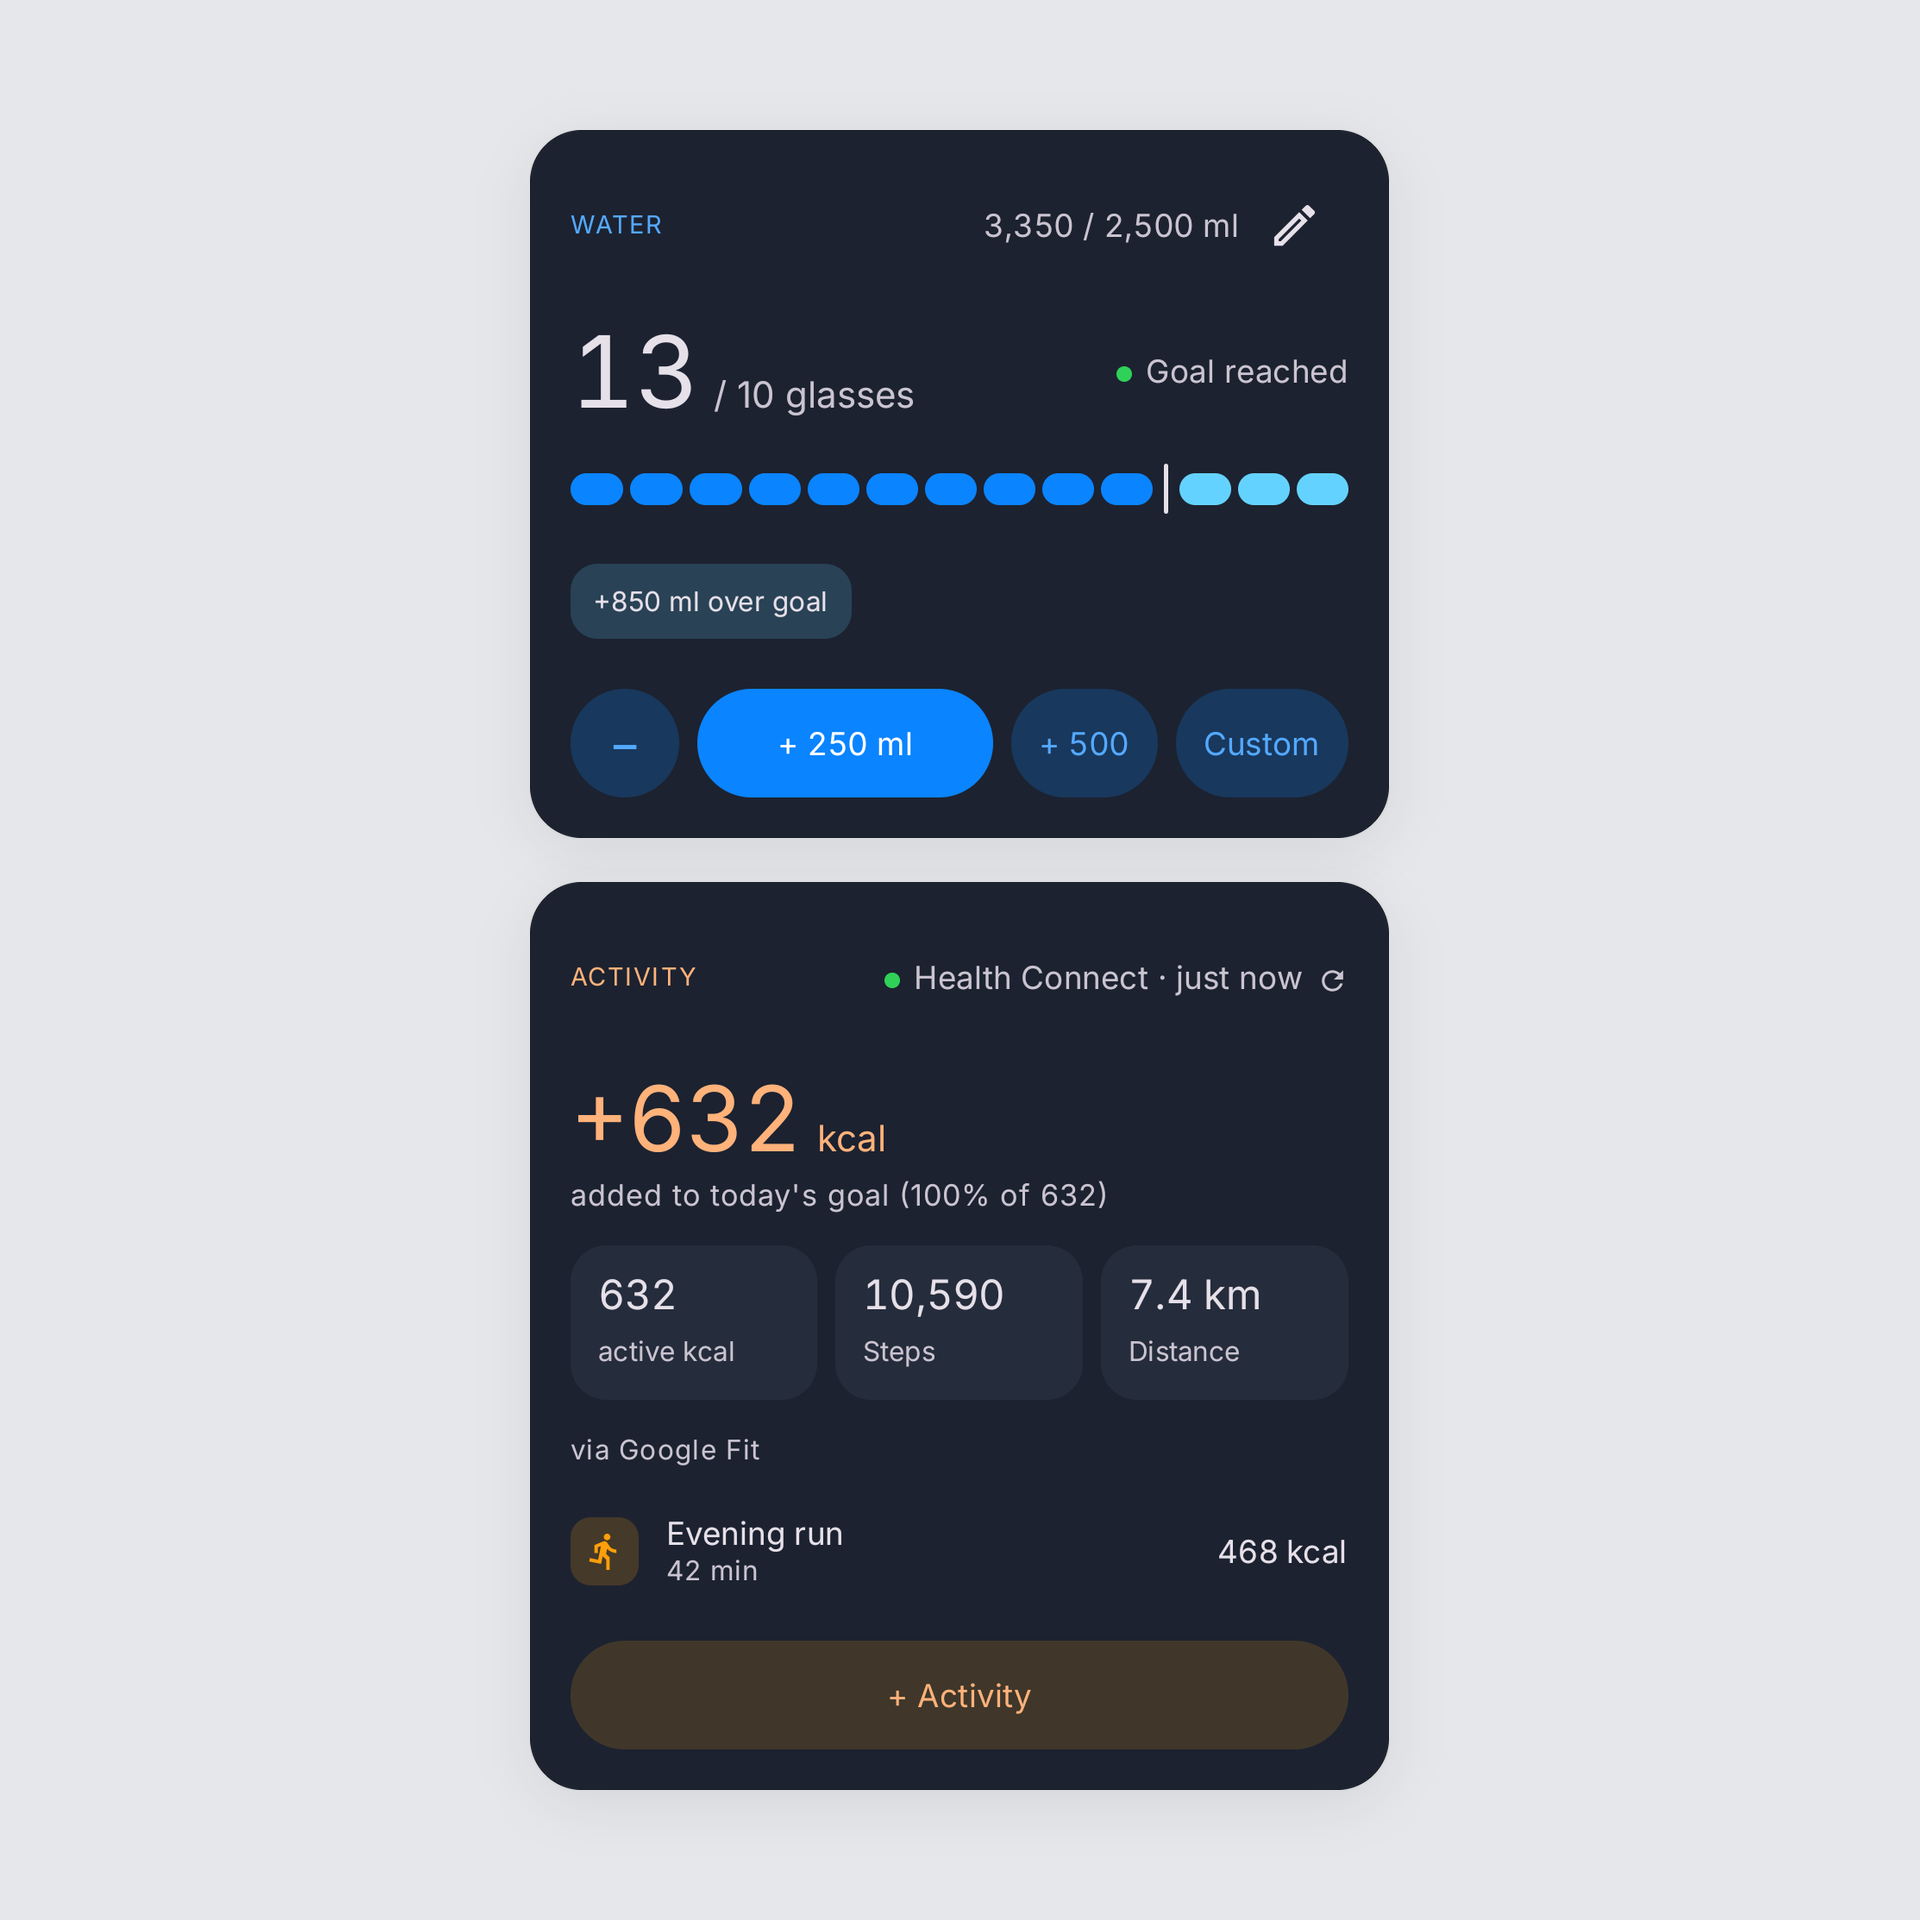 WATER
3,350 / 2,500 ml
13 / 10 glasses
Goal reached
+850 ml over goal
–
+ 250 ml
+ 500
Custom
ACTIVITY
Health Connect · just now
+632 kcal
added to today's goal (100% of 632)
632
active kcal
10,590
Steps
7.4 km
Distance
via Google Fit
Evening run
42 min
468 kcal
+ Activity